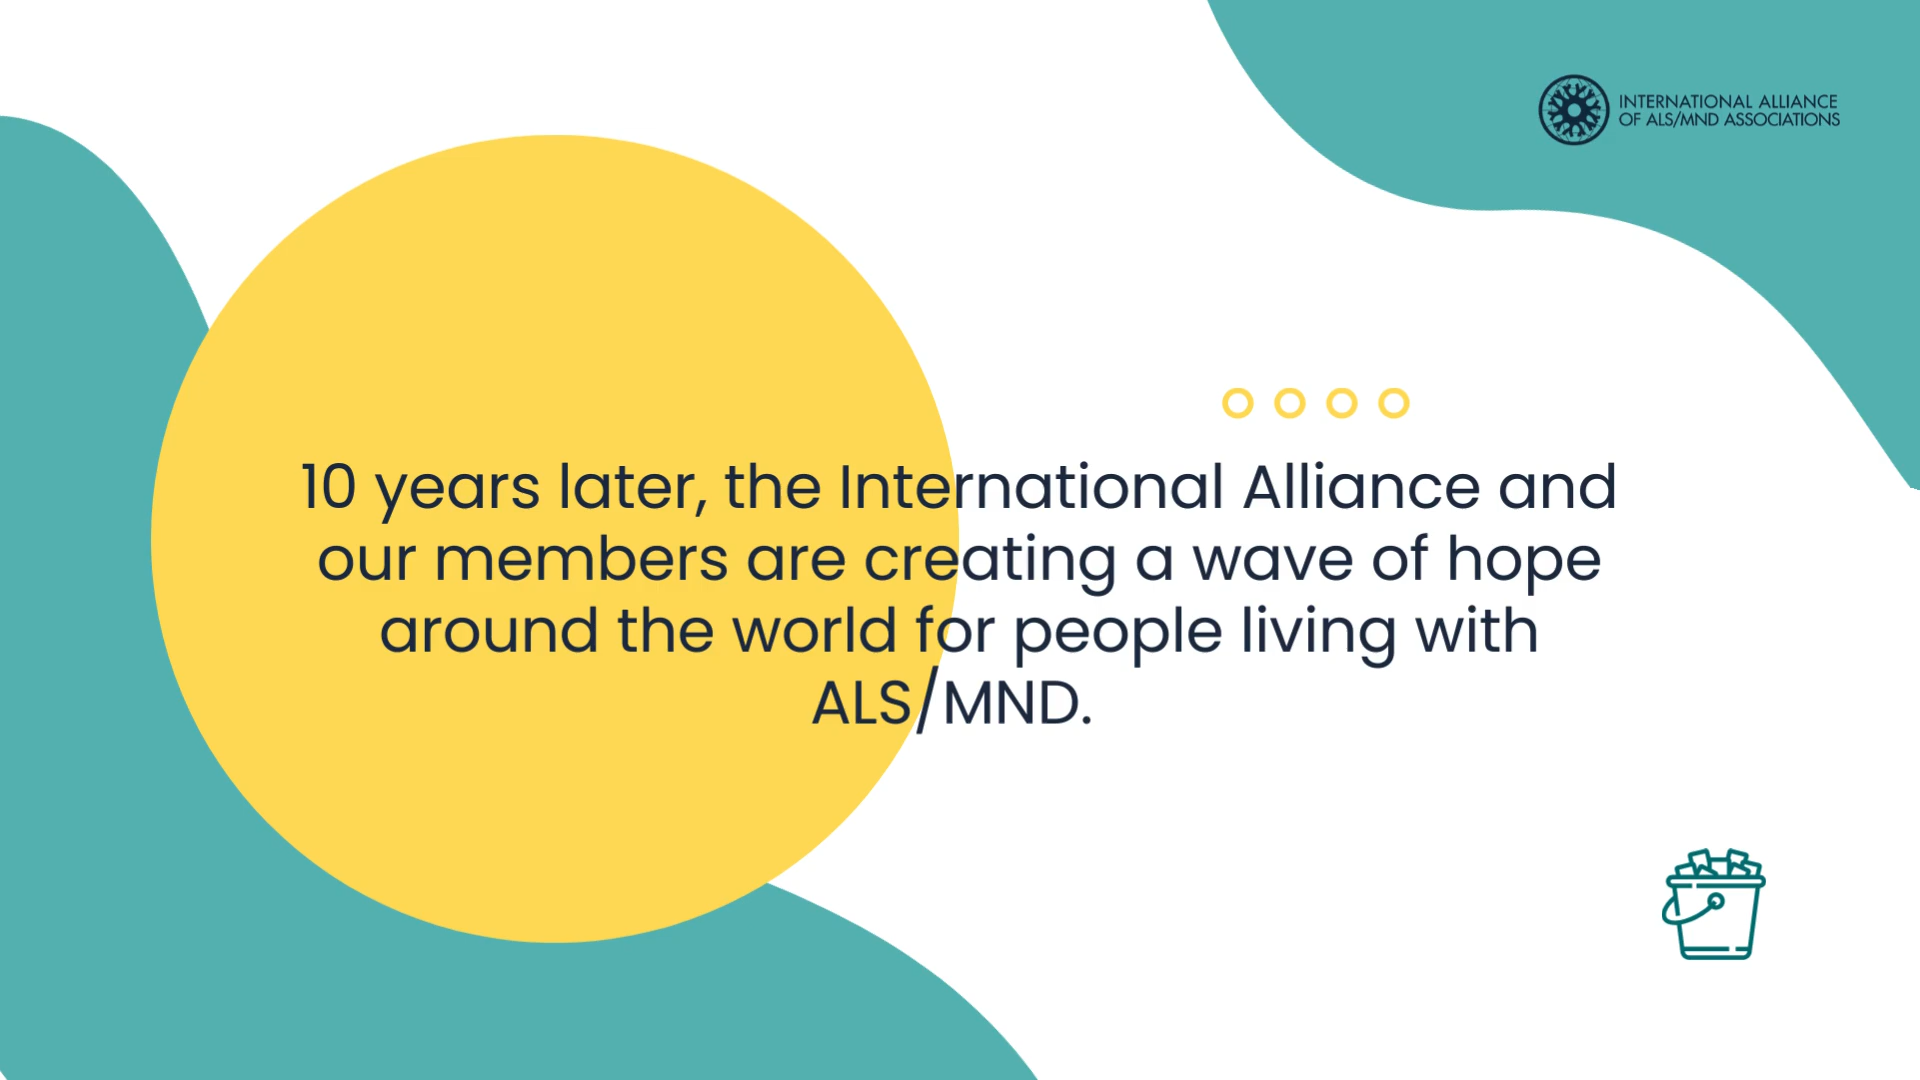 INTERNATIONAL ALLIANCE
OF ALS/MND ASSOCIATIONS
10 years later, the International Alliance and
our members are creating a wave of hope
around the world for people living with
ALS/MND.